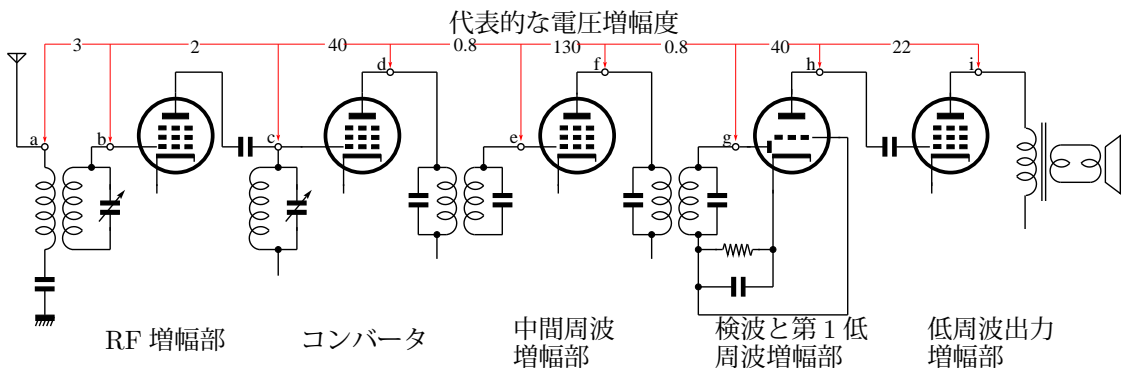 代表的な電圧増幅度
3 2 40 0.8 130 0.8 40 22
a b c d e f g h i
RF 増幅部
コンバータ
中間周波
増幅部
検波と第 1 低
周波増幅部
低周波出力
増幅部